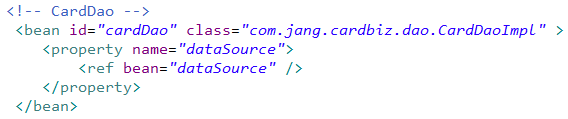 <!-- CardDao -->
<bean id="cardDao" class="com.jang.cardbiz.dao.CardDaoImpl" >
<property name="dataSource">
<ref bean="dataSource" />
</property>
</bean>